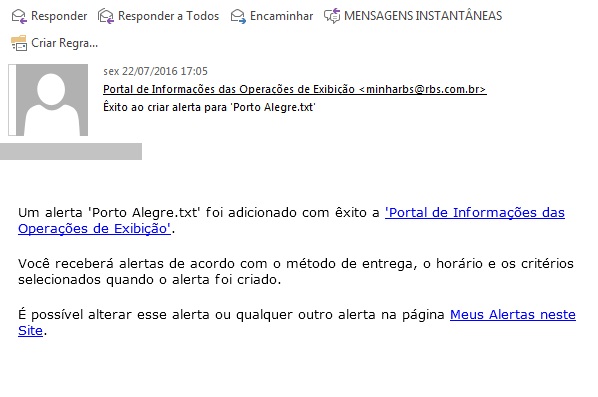 Responder Responder a Todos Encaminhar MENSAGENS INSTANTÂNEAS
Criar Regra...
sex 22/07/2016 17:05
Portal de Informações das Operações de Exibição <minharbs@rbs.com.br>
Êxito ao criar alerta para 'Porto Alegre.txt'
Um alerta 'Porto Alegre.txt' foi adicionado com êxito a 'Portal de Informações das
Operações de Exibição'.
Você receberá alertas de acordo com o método de entrega, o horário e os critérios
selecionados quando o alerta foi criado.
É possível alterar esse alerta ou qualquer outro alerta na página Meus Alertas neste
Site.